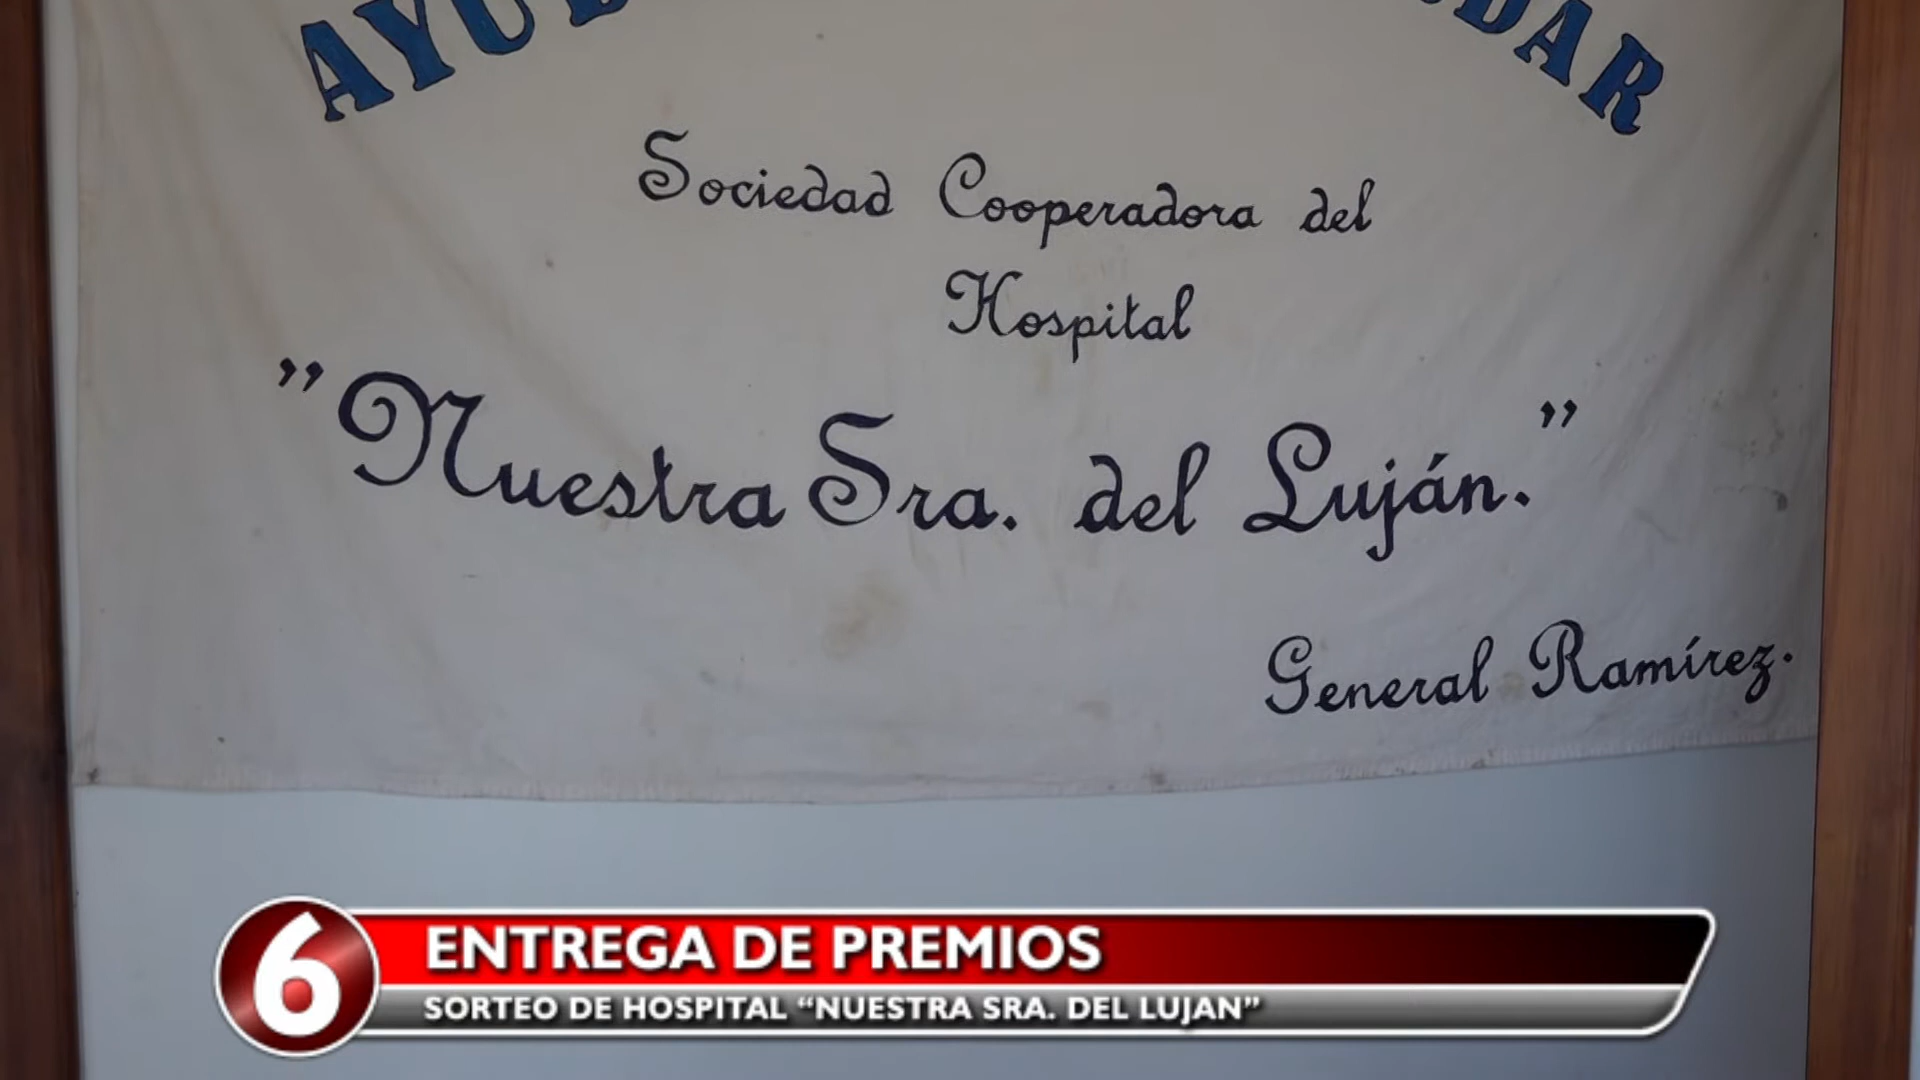 Sociedad Cooperadora del
Hospital
"Nuestra Sra. del Luján."
General Ramírez.
6
ENTREGA DE PREMIOS
SORTEO DE HOSPITAL “NUESTRA SRA. DEL LUJAN”